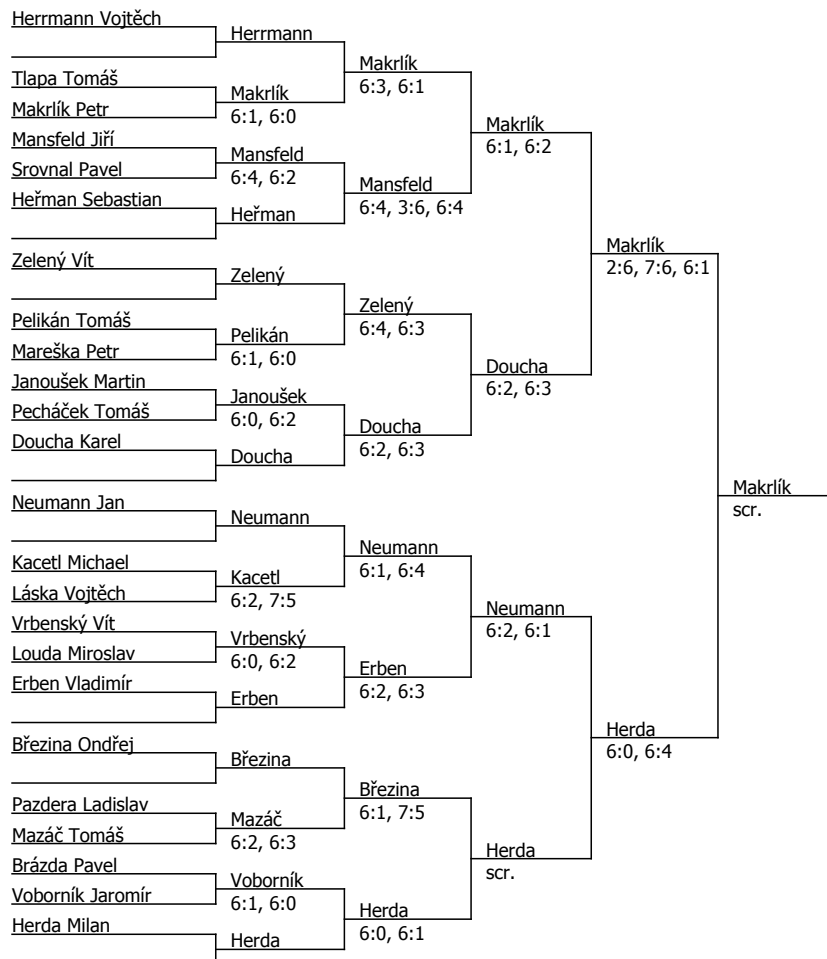 Herrmann Vojtěch
Herrmann
Makrlík
6:3, 6:1
Tlapa Tomáš
Makrlík
6:1, 6:0
Makrlík Petr
Makrlík
6:1, 6:2
Mansfeld Jiří
Mansfeld
6:4, 6:2
Srovnal Pavel
Mansfeld
6:4, 3:6, 6:4
Heřman Sebastian
Heřman
Makrlík
2:6, 7:6, 6:1
Zelený Vít
Zelený
Zelený
6:4, 6:3
Pelikán Tomáš
Pelikán
6:1, 6:0
Mareška Petr
Doucha
6:2, 6:3
Janoušek Martin
Janoušek
6:0, 6:2
Pecháček Tomáš
Doucha
6:2, 6:3
Doucha Karel
Doucha
Makrlík
scr.
Neumann Jan
Neumann
Neumann
6:1, 6:4
Kacetl Michael
Kacetl
6:2, 7:5
Láska Vojtěch
Neumann
6:2, 6:1
Vrbenský Vít
Vrbenský
6:0, 6:2
Louda Miroslav
Erben
6:2, 6:3
Erben Vladimír
Erben
Herda
6:0, 6:4
Březina Ondřej
Březina
Březina
6:1, 7:5
Pazdera Ladislav
Mazáč
6:2, 6:3
Mazáč Tomáš
Herda
scr.
Brázda Pavel
Voborník
6:1, 6:0
Voborník Jaromír
Herda
6:0, 6:1
Herda Milan
Herda